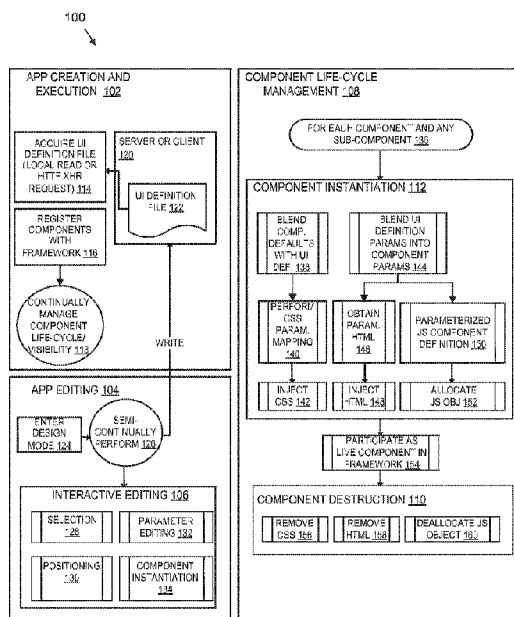 100
APP CREATION AND
EXECUTION 102
ACQUIRE UI
DEFINITION FILE
(LOCAL READ OR
HTTP XHR
REQUEST) 114
SERVER OR CLIENT
120
UI DEFINITION
FILE 122
REGISTER
COMPONENTS
WITH
FRAMEWORK 116
CONTINUALLY
MANAGE
COMPONENT
LIFE-CYCLE/
VISIBILITY 118
WRITE
APP EDITING 104
ENTER
DESIGN
MODE 124
SEMI-
CONTINUALLY
PERFORM 126
INTERACTIVE EDITING 106
SELECTION
128
PARAMETER
EDITING 132
POSITIONING
130
COMPONENT
INSTANTIATION
134
COMPONENT LIFE-CYCLE
MANAGEMENT 108
FOR EACH COMPONENT AND ANY
SUB-COMPONENT 136
COMPONENT INSTANTIATION 112
BLEND
COMP.
DEFAULTS
WITH UI
DEF. 138
BLEND UI
DEFINITION
PARAMS INTO
COMPONENT
PARAMS 144
PERFORM
CSS
PARAM.
MAPPING
140
OBTAIN
PARAM.
HTML
146
PARAMETERIZED
JS COMPONENT
DEFINITION 150
INJECT
CSS 142
INJECT
HTML 148
ALLOCATE
JS OBJ 152
PARTICIPATE AS
LIVE COMPONENT IN
FRAMEWORK 154
COMPONENT DESTRUCTION 110
REMOVE
CSS 156
REMOVE
HTML 158
DEALLOCATE JS
OBJECT 160